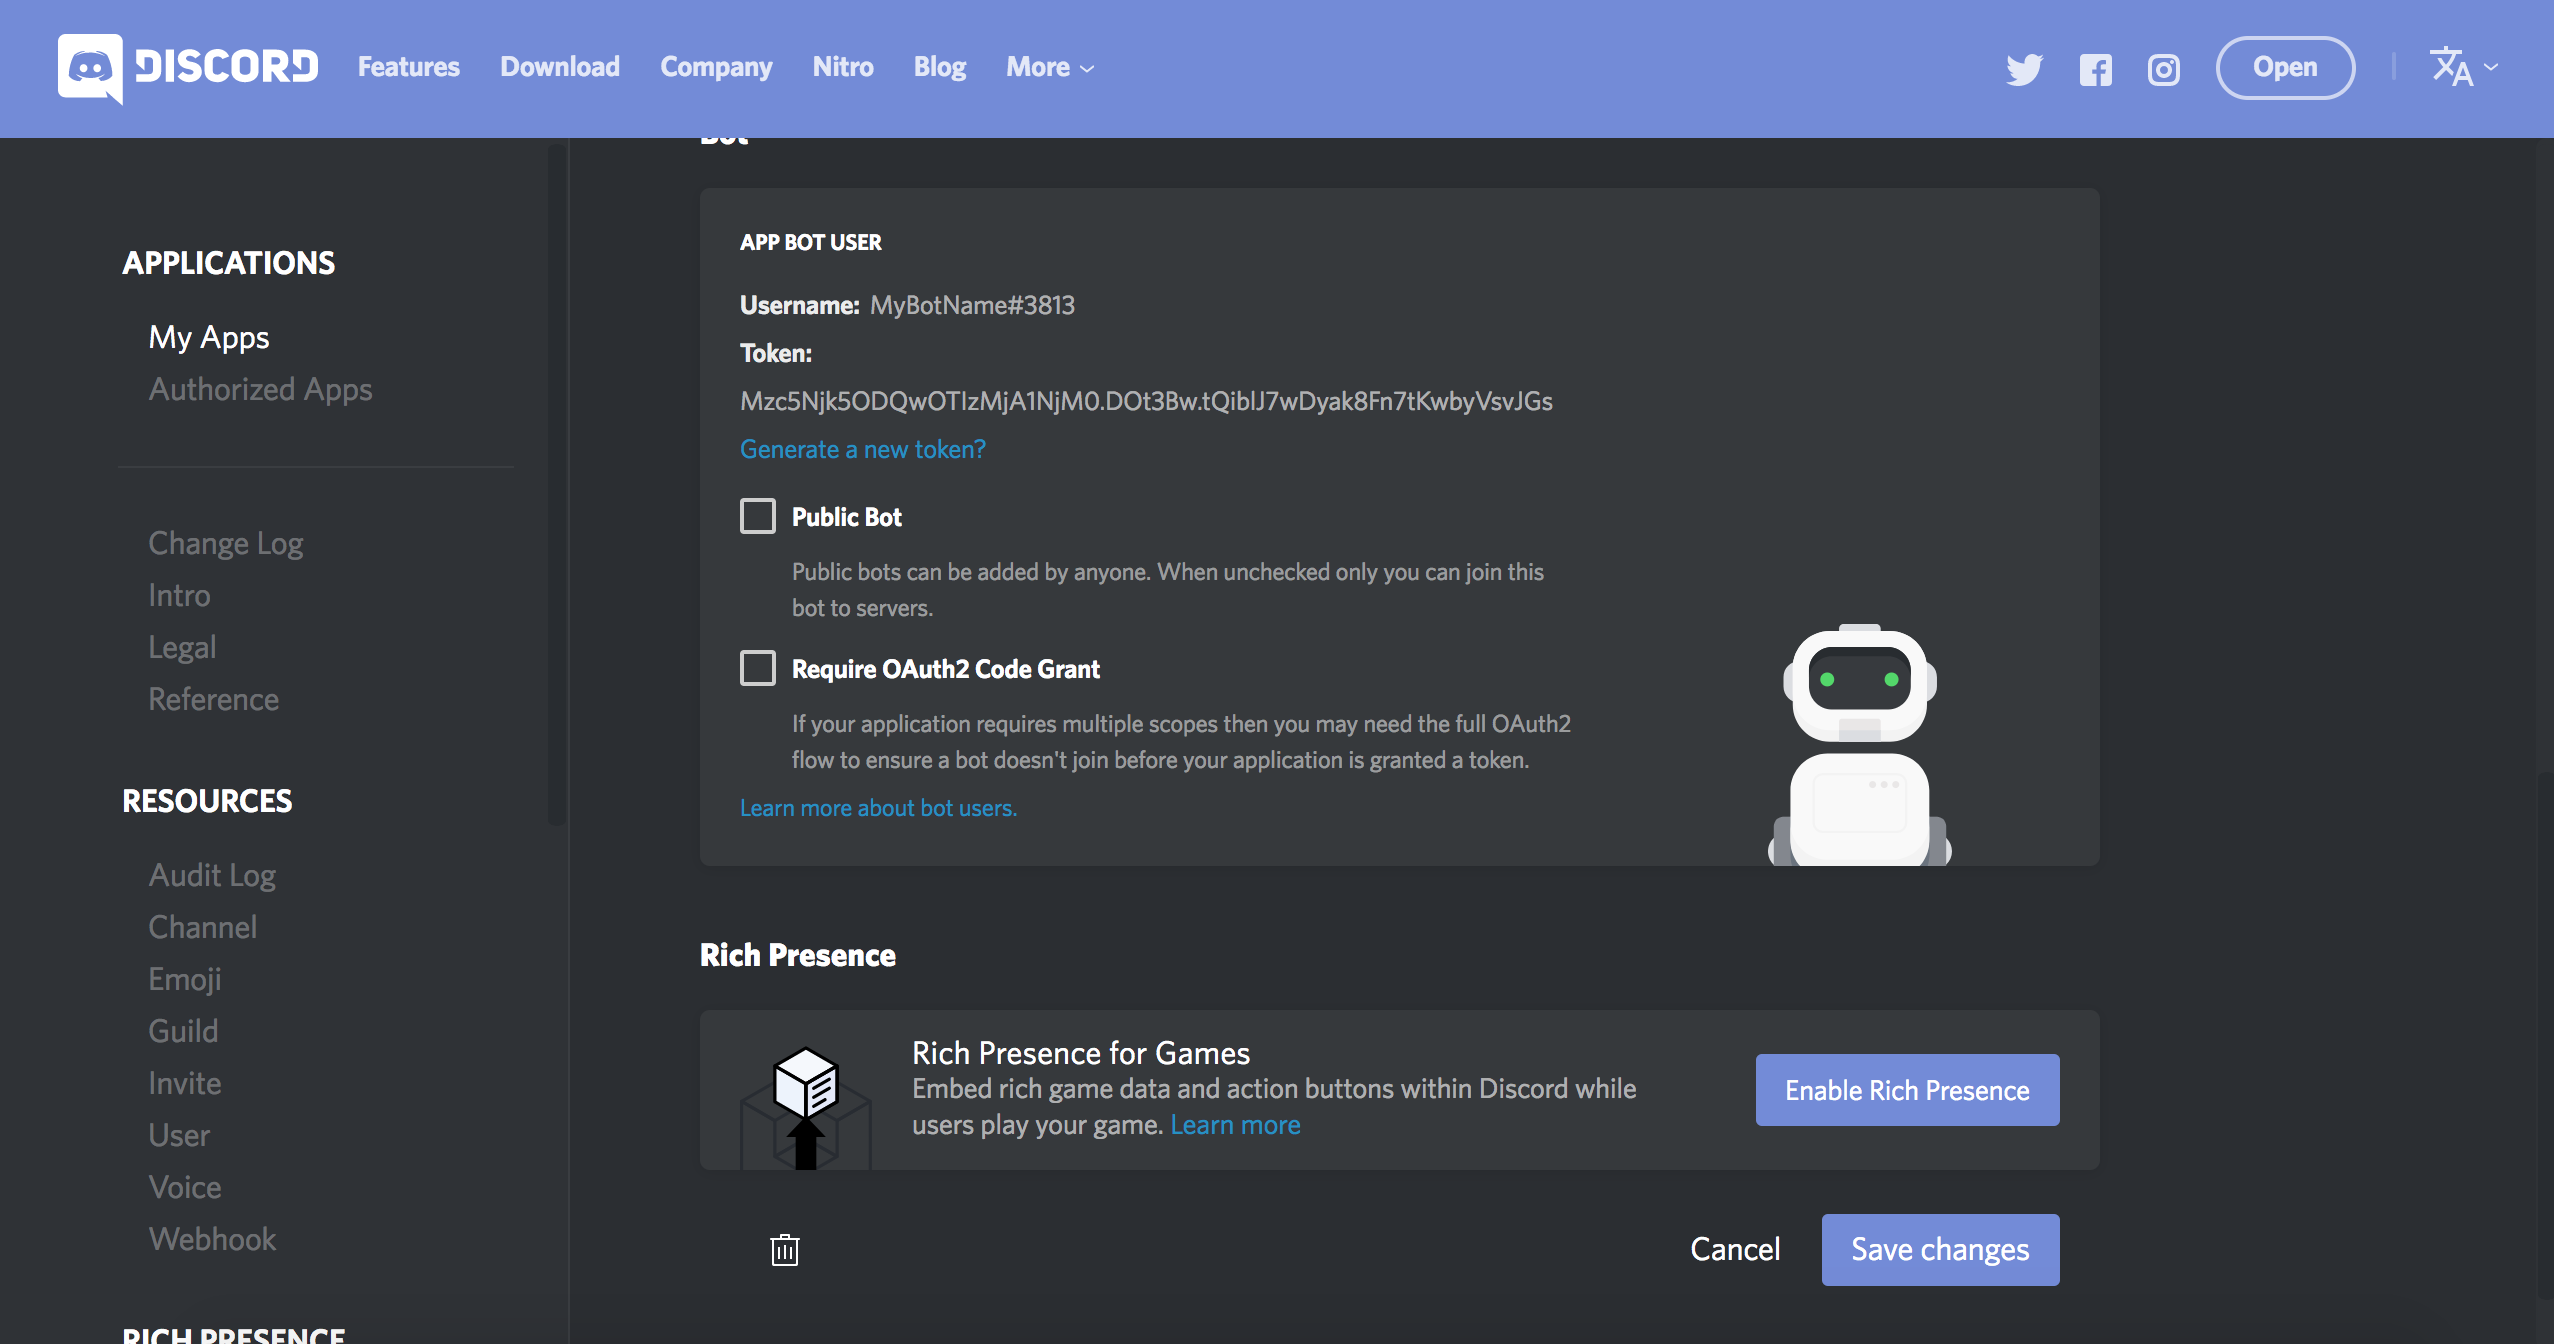 DISCORD
Features
Download
Company
Nitro
Blog
More
Open
APPLICATIONS
My Apps
Authorized Apps
Change Log
Intro
Legal
Reference
RESOURCES
Audit Log
Channel
Emoji
Guild
Invite
User
Voice
Webhook
RICH PRESENCE
Bot
APP BOT USER
Username: MyBotName#3813
Token:
Mzc5Njk5ODQwOTIzMjA1NjM0.DOt3Bw.tQiblJ7wDyak8Fn7tKwbyVsvJGs
Generate a new token?
Public Bot
Public bots can be added by anyone. When unchecked only you can join this
bot to servers.
Require OAuth2 Code Grant
If your application requires multiple scopes then you may need the full OAuth2
flow to ensure a bot doesn't join before your application is granted a token.
Learn more about bot users.
Rich Presence
Rich Presence for Games
Embed rich game data and action buttons within Discord while
users play your game. Learn more
Enable Rich Presence
Cancel
Save changes